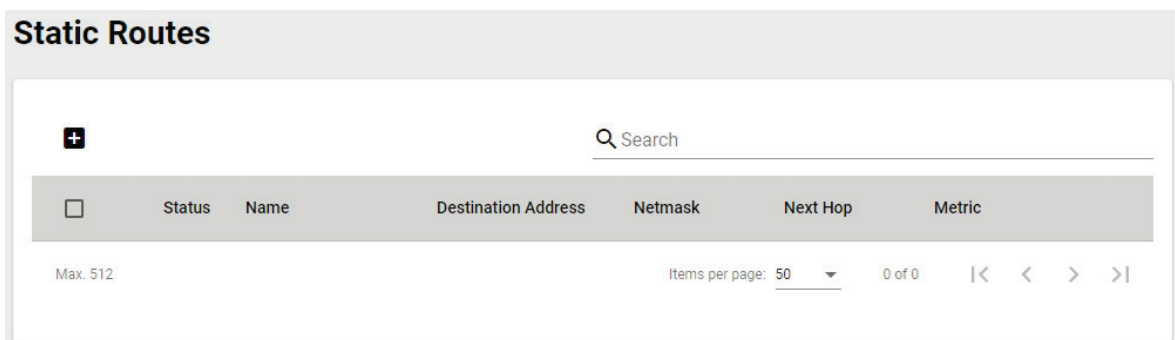 Static Routes
Search
Status Name Destination Address Netmask Next Hop Metric
Max. 512 Items per page: 50 0 of 0